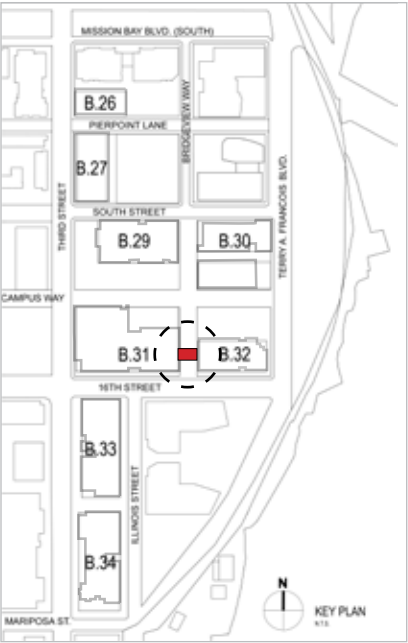 MISSION BAY BLVD. (SOUTH)
BRIDGEVIEW WAY
B.26
PIERPOINT LANE
B.27
THIRD STREET
SOUTH STREET
TERRY A. FRANCOIS BLVD.
B.29
B.30
CAMPUS WAY
B.31
B.32
16TH STREET
B.33
ILLINOIS STREET
B.34
MARIPOSA ST.
N
KEY PLAN
N.T.S.